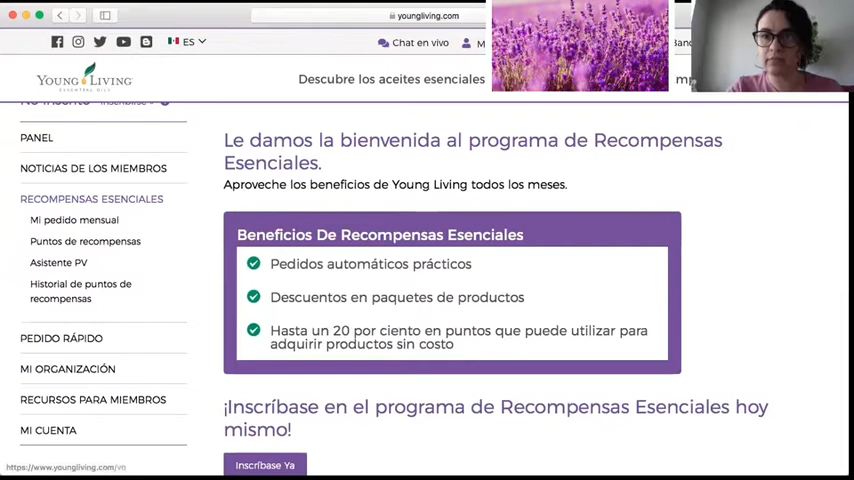 youngliving.com
ES
Chat en vivo
YOUNG LIVING
ESSENTIAL OILS
Descubre los aceites esenciales
PANEL
NOTICIAS DE LOS MIEMBROS
RECOMPENSAS ESENCIALES
Mi pedido mensual
Puntos de recompensas
Asistente PV
Historial de puntos de
recompensas
PEDIDO RÁPIDO
MI ORGANIZACIÓN
RECURSOS PARA MIEMBROS
MI CUENTA
Le damos la bienvenida al programa de Recompensas
Esenciales.
Aproveche los beneficios de Young Living todos los meses.
Beneficios De Recompensas Esenciales
Pedidos automáticos prácticos
Descuentos en paquetes de productos
Hasta un 20 por ciento en puntos que puede utilizar para
adquirir productos sin costo
¡Inscríbase en el programa de Recompensas Esenciales hoy
mismo!
Inscríbase Ya
https://www.youngliving.com/vo